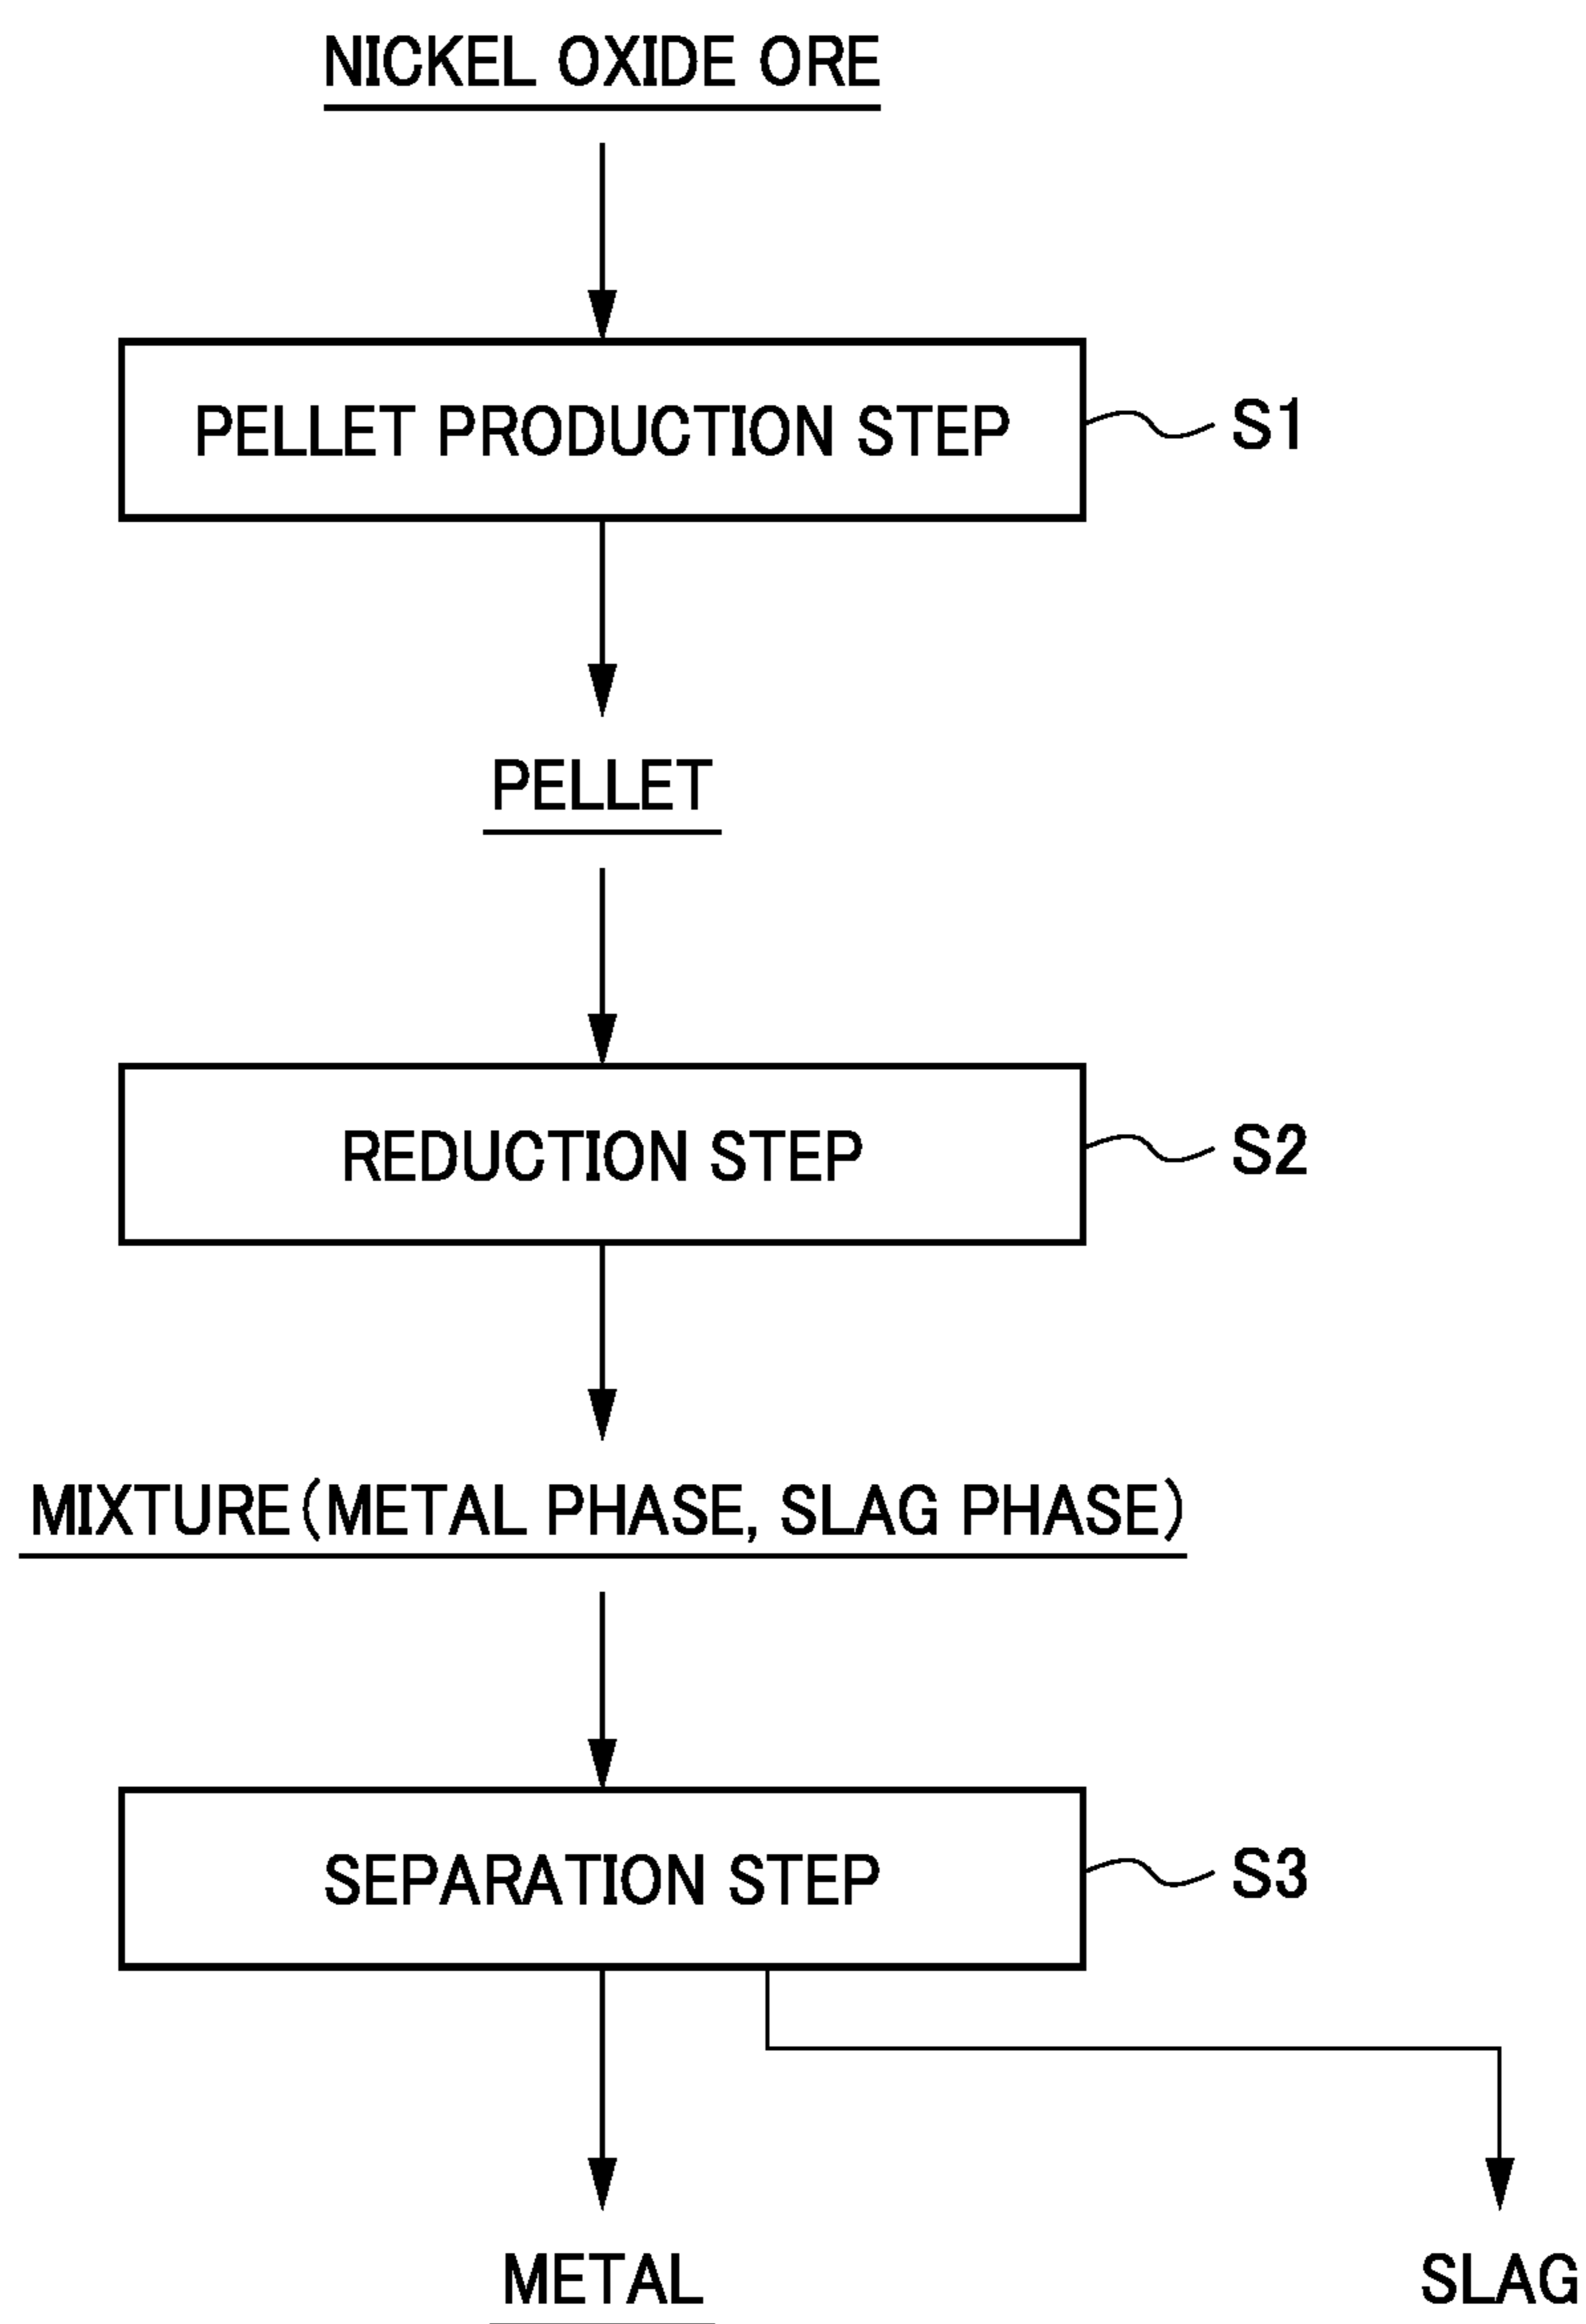 NICKEL OXIDE ORE
PELLET PRODUCTION STEP
S1
PELLET
REDUCTION STEP
S2
MIXTURE(METAL PHASE, SLAG PHASE)
SEPARATION STEP
S3
METAL
SLAG